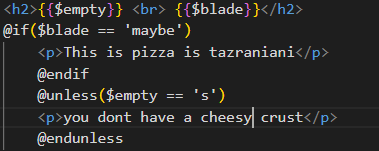 <h2>{{$empty}} <br> {{$blade}}</h2>
@if($blade == 'maybe')
<p>This is pizza is tazraniani</p>
@endif
@unless($empty == 's')
<p>you dont have a cheesy crust</p>
@endunless